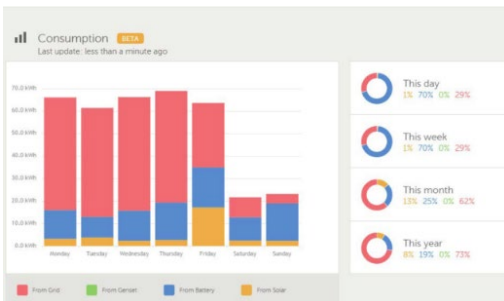 Consumption BETA
Last update: less than a minute ago
70.0 kWh
60.0 kWh
50.0 kWh
40.0 kWh
30.0 kWh
20.0 kWh
10.0 kWh
0.0 kWh
Monday Tuesday Wednesday Thursday Friday Saturday Sunday
From Grid From Genset From Battery From Solar
This day
1% 70% 0% 29%
This week
1% 70% 0% 29%
This month
13% 25% 0% 62%
This year
8% 19% 0% 73%